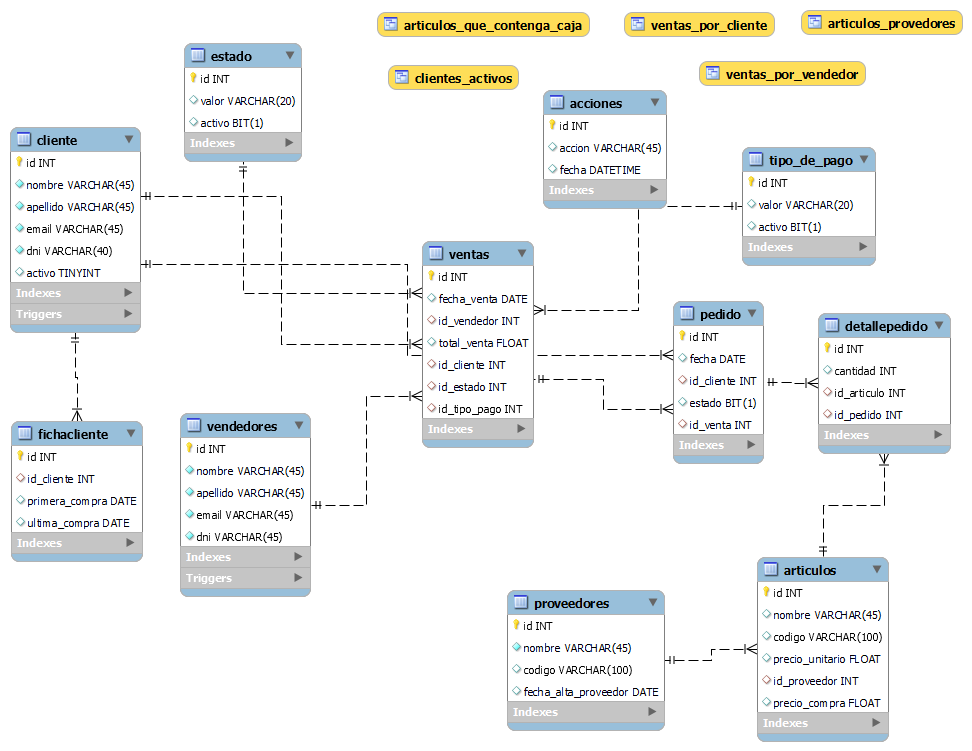 articulos_que_contenga_caja
ventas_por_cliente
articulos_provedores
clientes_activos
ventas_por_vendedor
estado
id INT
valor VARCHAR(20)
activo BIT(1)
Indexes
cliente
id INT
nombre VARCHAR(45)
apellido VARCHAR(45)
email VARCHAR(45)
dni VARCHAR(40)
activo TINYINT
Indexes
Triggers
acciones
id INT
accion VARCHAR(45)
fecha DATETIME
Indexes
tipo_de_pago
id INT
valor VARCHAR(20)
activo BIT(1)
Indexes
ventas
id INT
fecha_venta DATE
id_vendedor INT
total_venta FLOAT
id_cliente INT
id_estado INT
id_tipo_pago INT
Indexes
pedido
id INT
fecha DATE
id_cliente INT
estado BIT(1)
id_venta INT
Indexes
detallepedido
id INT
cantidad INT
id_articulo INT
id_pedido INT
Indexes
fichacliente
id INT
id_cliente INT
primera_compra DATE
ultima_compra DATE
Indexes
vendedores
id INT
nombre VARCHAR(45)
apellido VARCHAR(45)
email VARCHAR(45)
dni VARCHAR(45)
Indexes
Triggers
proveedores
id INT
nombre VARCHAR(45)
codigo VARCHAR(100)
fecha_alta_proveedor DATE
Indexes
articulos
id INT
nombre VARCHAR(45)
codigo VARCHAR(100)
precio_unitario FLOAT
id_proveedor INT
precio_compra FLOAT
Indexes